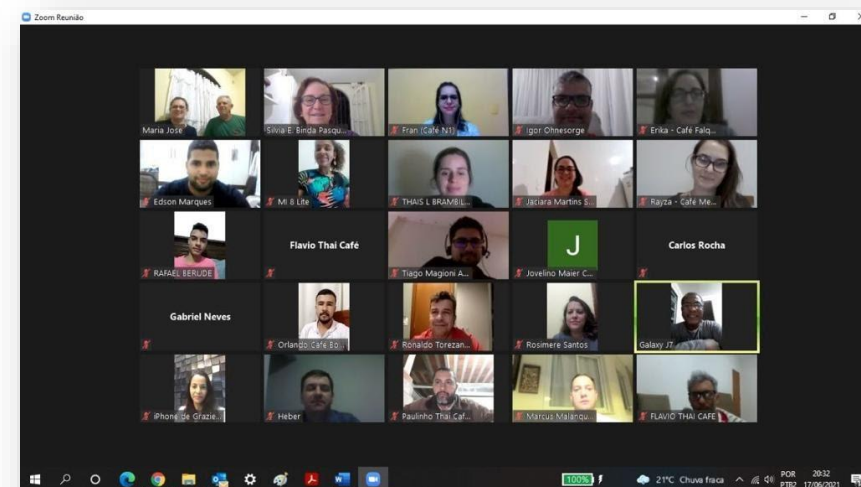 Zoom Reunião
Maria José
Silvia E. Binda Pasqu...
Fran (Café N1)
Igor Ohnesorge
Erika - Café Falq...
Edson Marques
MI 8 Lite
THAIS L BRAMBIL...
Jaciara Martins S...
Rayza - Café Me...
RAFAEL BERUDE
Flavio Thai Café
Tiago Magioni A...
J
Jovelino Maier C...
Carlos Rocha
Gabriel Neves
Orlando Café Bo...
Ronaldo Torezan...
Rosimere Santos
Galaxy J7
iPhone de Grazie...
Heber
Paulinho Thai Caf...
Marcus Malanqu...
FLAVIO THAI CAFE
100%
21°C Chuva fraca
POR
PTB2
20:32
17/06/2021